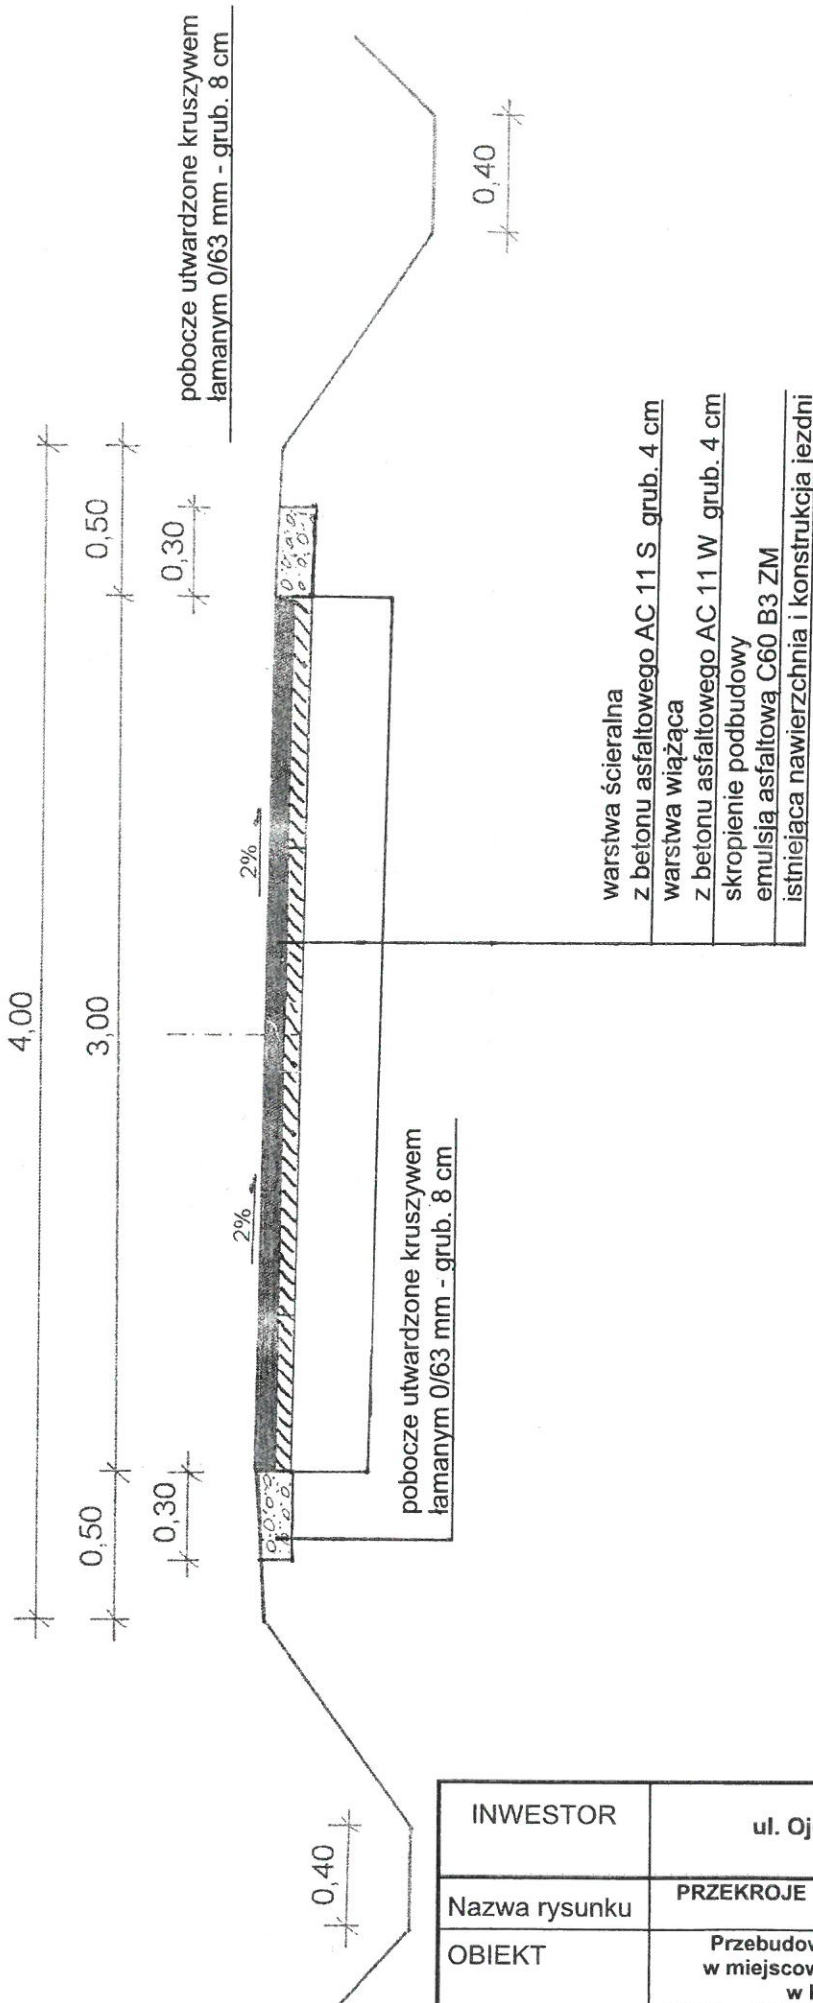 4,00
0,50
3,00
0,50
0,30
0,30
2%
2%
0,40
0,40
pobocze utwardzone kruszywem
łamanym 0/63 mm - grub. 8 cm
pobocze utwardzone kruszywem
łamanym 0/63 mm - grub. 8 cm
warstwa ścieralna
z betonu asfaltowego AC 11 S grub. 4 cm
warstwa wiążąca
z betonu asfaltowego AC 11 W grub. 4 cm
skropienie podbudowy
emulsją asfaltową C60 B3 ZM
istniejąca nawierzchnia i konstrukcja jezdni
INWESTOR
ul. Oj
Nazwa rysunku
PRZEKROJE
OBIEKT
Przebudow
w miejscow